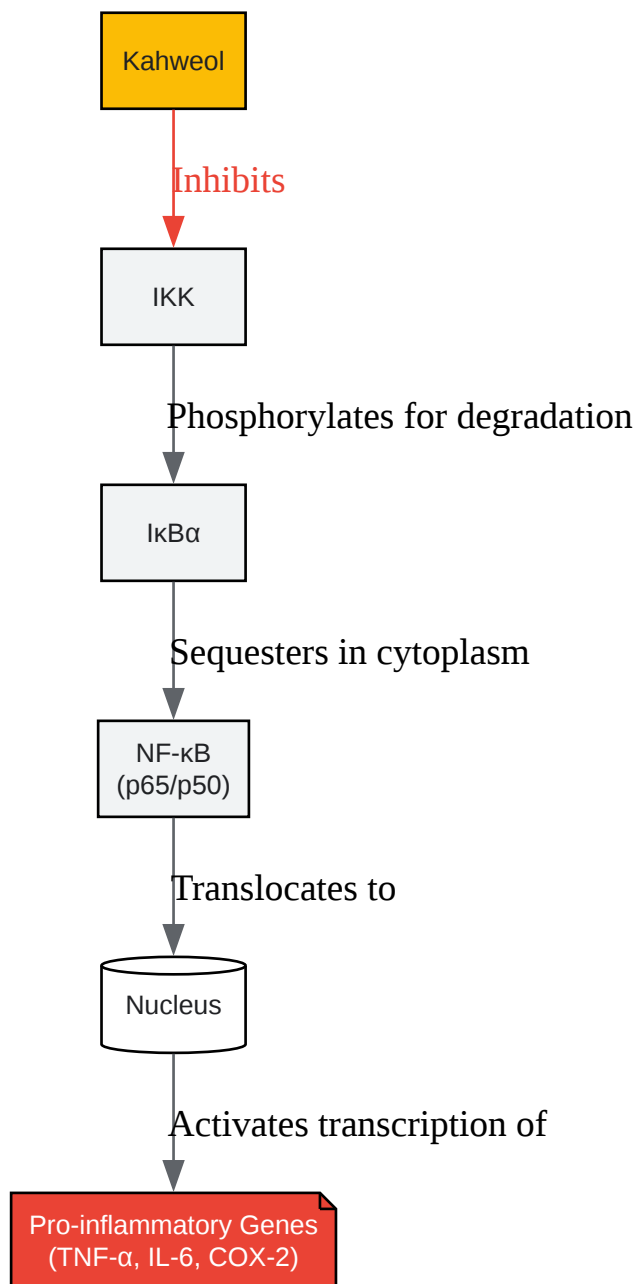 Kahweol
Inhibits
IKK
Phosphorylates for degradation
IκBα
Sequesters in cytoplasm
NF-κB
(p65/p50)
Translocates to
Nucleus
Activates transcription of
Pro-inflammatory Genes
(TNF-α, IL-6, COX-2)